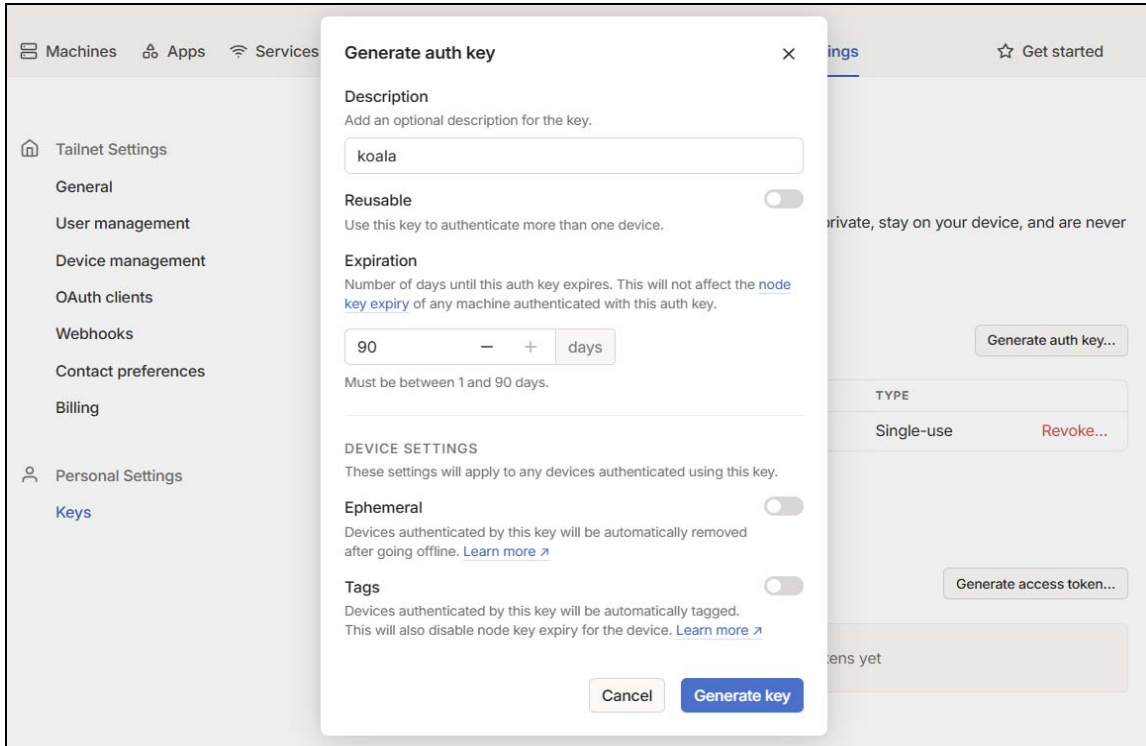 Machines
Apps
Services
ings
Get started
Tailnet Settings
General
User management
Device management
OAuth clients
Webhooks
Contact preferences
Billing
Personal Settings
Keys
Generate auth key
Description
Add an optional description for the key.
koala
Reusable
Use this key to authenticate more than one device.
Expiration
Number of days until this auth key expires. This will not affect the node
key expiry of any machine authenticated with this auth key.
90 − + days
Must be between 1 and 90 days.
DEVICE SETTINGS
These settings will apply to any devices authenticated using this key.
Ephemeral
Devices authenticated by this key will be automatically removed
after going offline. Learn more ↗
Tags
Devices authenticated by this key will be automatically tagged.
This will also disable node key expiry for the device. Learn more ↗
Cancel
Generate key
private, stay on your device, and are never
Generate auth key...
TYPE
Single-use
Revoke...
Generate access token...
kens yet